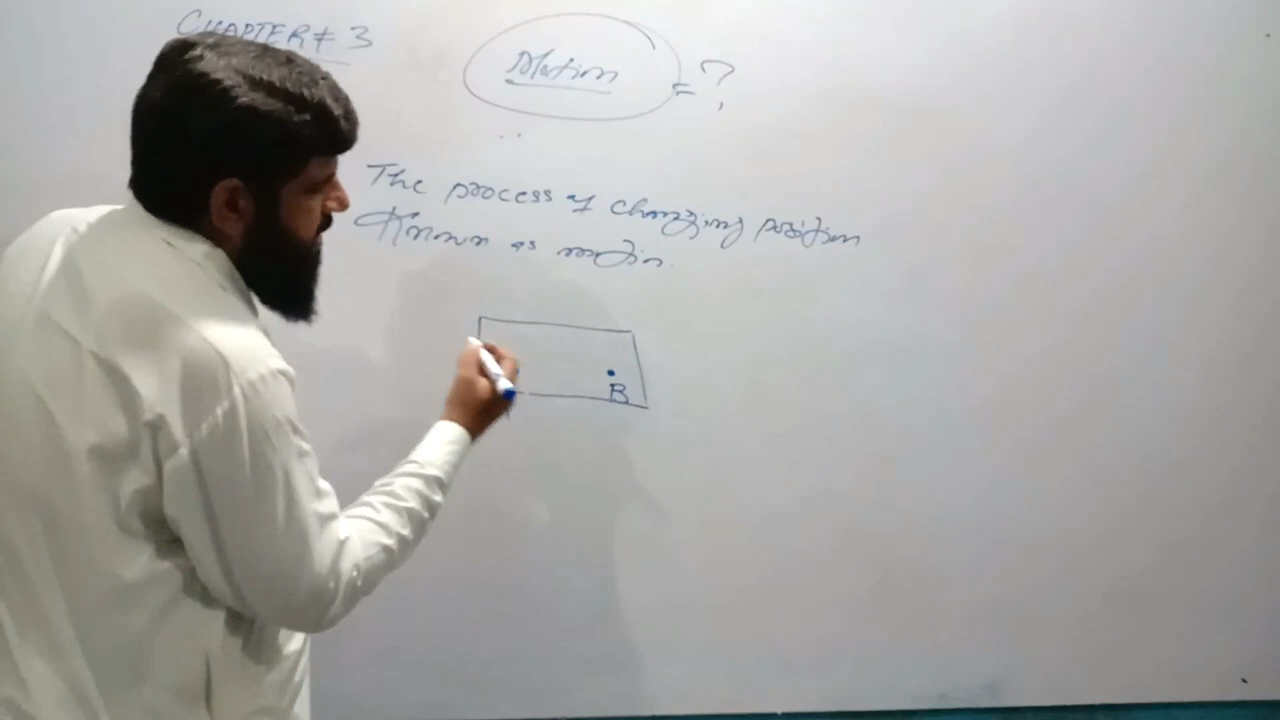 CHAPTER # 3
Motion = ?
The process of changing position
Known as motion.
B